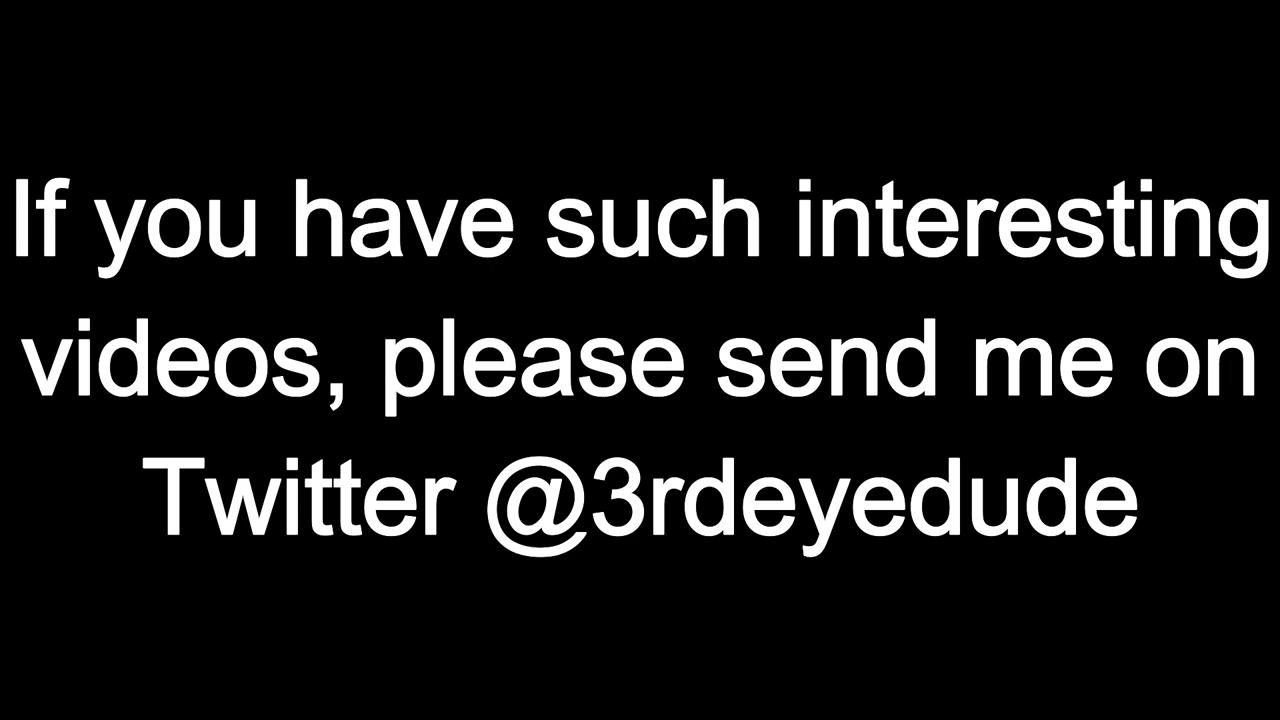 If you have such interesting
videos, please send me on
Twitter @3rdeyedude